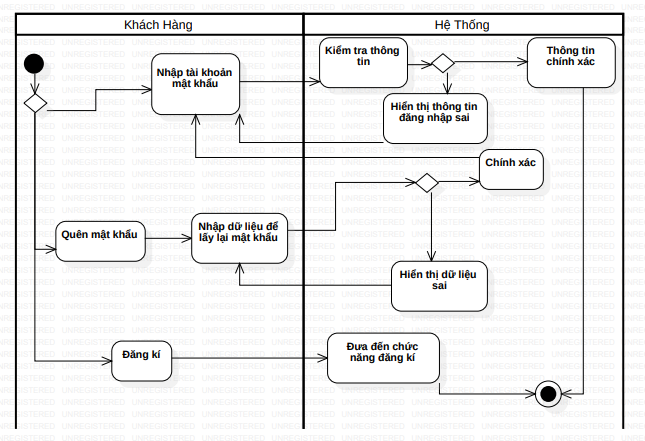 Khách Hàng
Hệ Thống
Nhập tài khoản
mật khẩu
Kiểm tra thông
tin
Thông tin
chính xác
Hiển thị thông tin
đăng nhập sai
Chính xác
Quên mật khẩu
Nhập dữ liệu để
lấy lại mật khẩu
Hiển thị dữ liệu
sai
Đăng kí
Đưa đến chức
năng đăng kí